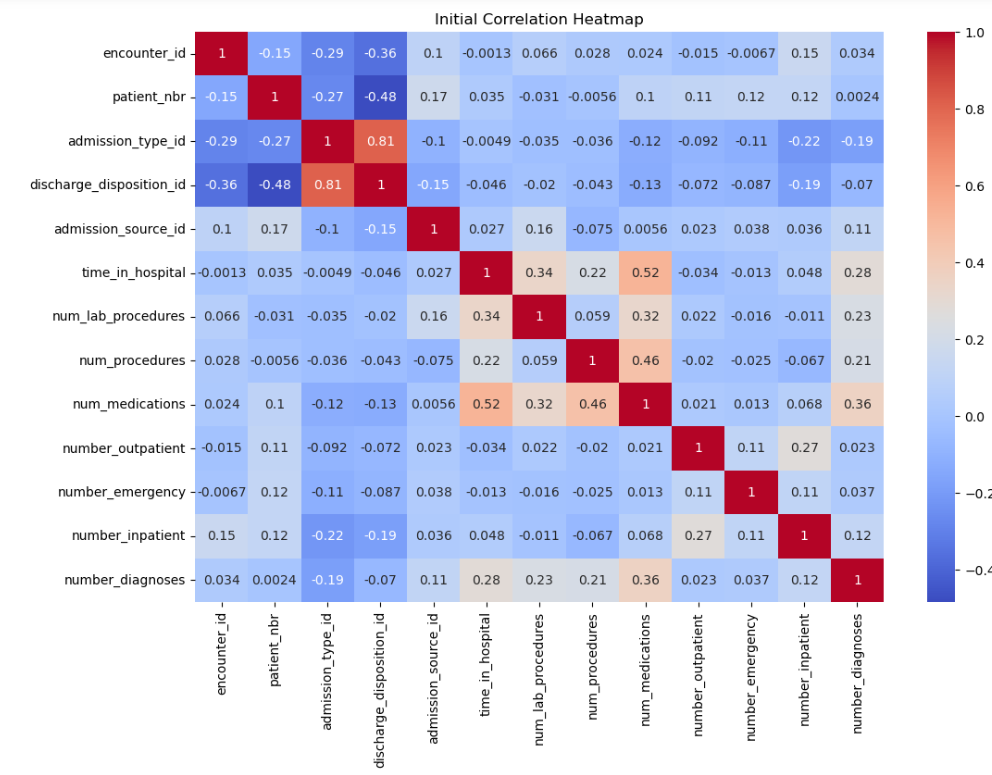 Initial Correlation Heatmap
encounter_id 1 -0.15 -0.29 -0.36 0.1 -0.0013 0.066 0.028 0.024 -0.015 -0.0067 0.15 0.034
patient_nbr -0.15 1 -0.27 -0.48 0.17 0.035 -0.031 -0.0056 0.1 0.11 0.12 0.12 0.0024
admission_type_id -0.29 -0.27 1 0.81 -0.1 -0.0049 -0.035 -0.036 -0.12 -0.092 -0.11 -0.22 -0.19
discharge_disposition_id -0.36 -0.48 0.81 1 -0.15 -0.046 -0.02 -0.043 -0.13 -0.072 -0.087 -0.19 -0.07
admission_source_id 0.1 0.17 -0.1 -0.15 1 0.027 0.16 -0.075 0.0056 0.023 0.038 0.036 0.11
time_in_hospital -0.0013 0.035 -0.0049 -0.046 0.027 1 0.34 0.22 0.52 -0.034 -0.013 0.048 0.28
num_lab_procedures 0.066 -0.031 -0.035 -0.02 0.16 0.34 1 0.059 0.32 0.022 -0.016 -0.011 0.23
num_procedures 0.028 -0.0056 -0.036 -0.043 -0.075 0.22 0.059 1 0.46 -0.02 -0.025 -0.067 0.21
num_medications 0.024 0.1 -0.12 -0.13 0.0056 0.52 0.32 0.46 1 0.021 0.013 0.068 0.36
number_outpatient -0.015 0.11 -0.092 -0.072 0.023 -0.034 0.022 -0.02 0.021 1 0.11 0.27 0.023
number_emergency -0.0067 0.12 -0.11 -0.087 0.038 -0.013 -0.016 -0.025 0.013 0.11 1 0.11 0.037
number_inpatient 0.15 0.12 -0.22 -0.19 0.036 0.048 -0.011 -0.067 0.068 0.27 0.11 1 0.12
number_diagnoses 0.034 0.0024 -0.19 -0.07 0.11 0.28 0.23 0.21 0.36 0.023 0.037 0.12 1
encounter_id
patient_nbr
admission_type_id
discharge_disposition_id
admission_source_id
time_in_hospital
num_lab_procedures
num_procedures
num_medications
number_outpatient
number_emergency
number_inpatient
number_diagnoses
1.0
0.8
0.6
0.4
0.2
0.0
-0.2
-0.4